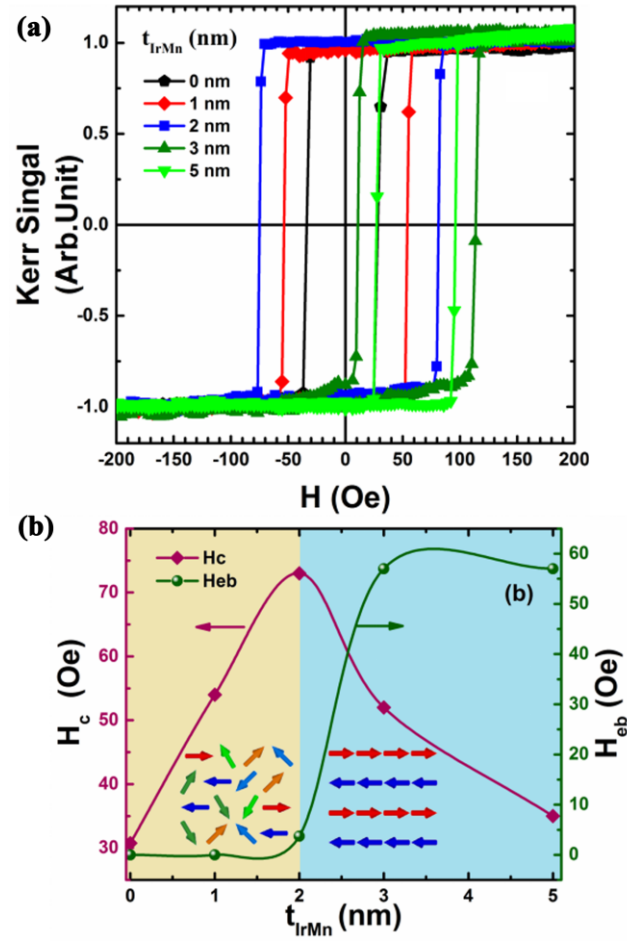 (a)
t_IrMn (nm)
0 nm
1 nm
2 nm
3 nm
5 nm
1.0
0.5
0.0
-0.5
-1.0
Kerr Singal
(Arb.Unit)
-200 -150 -100 -50 0 50 100 150 200
H (Oe)
(b)
Hc
Heb
(b)
80
70
60
50
40
30
H_c (Oe)
60
50
40
30
20
10
0
H_eb (Oe)
0 1 2 3 4 5
t_IrMn (nm)